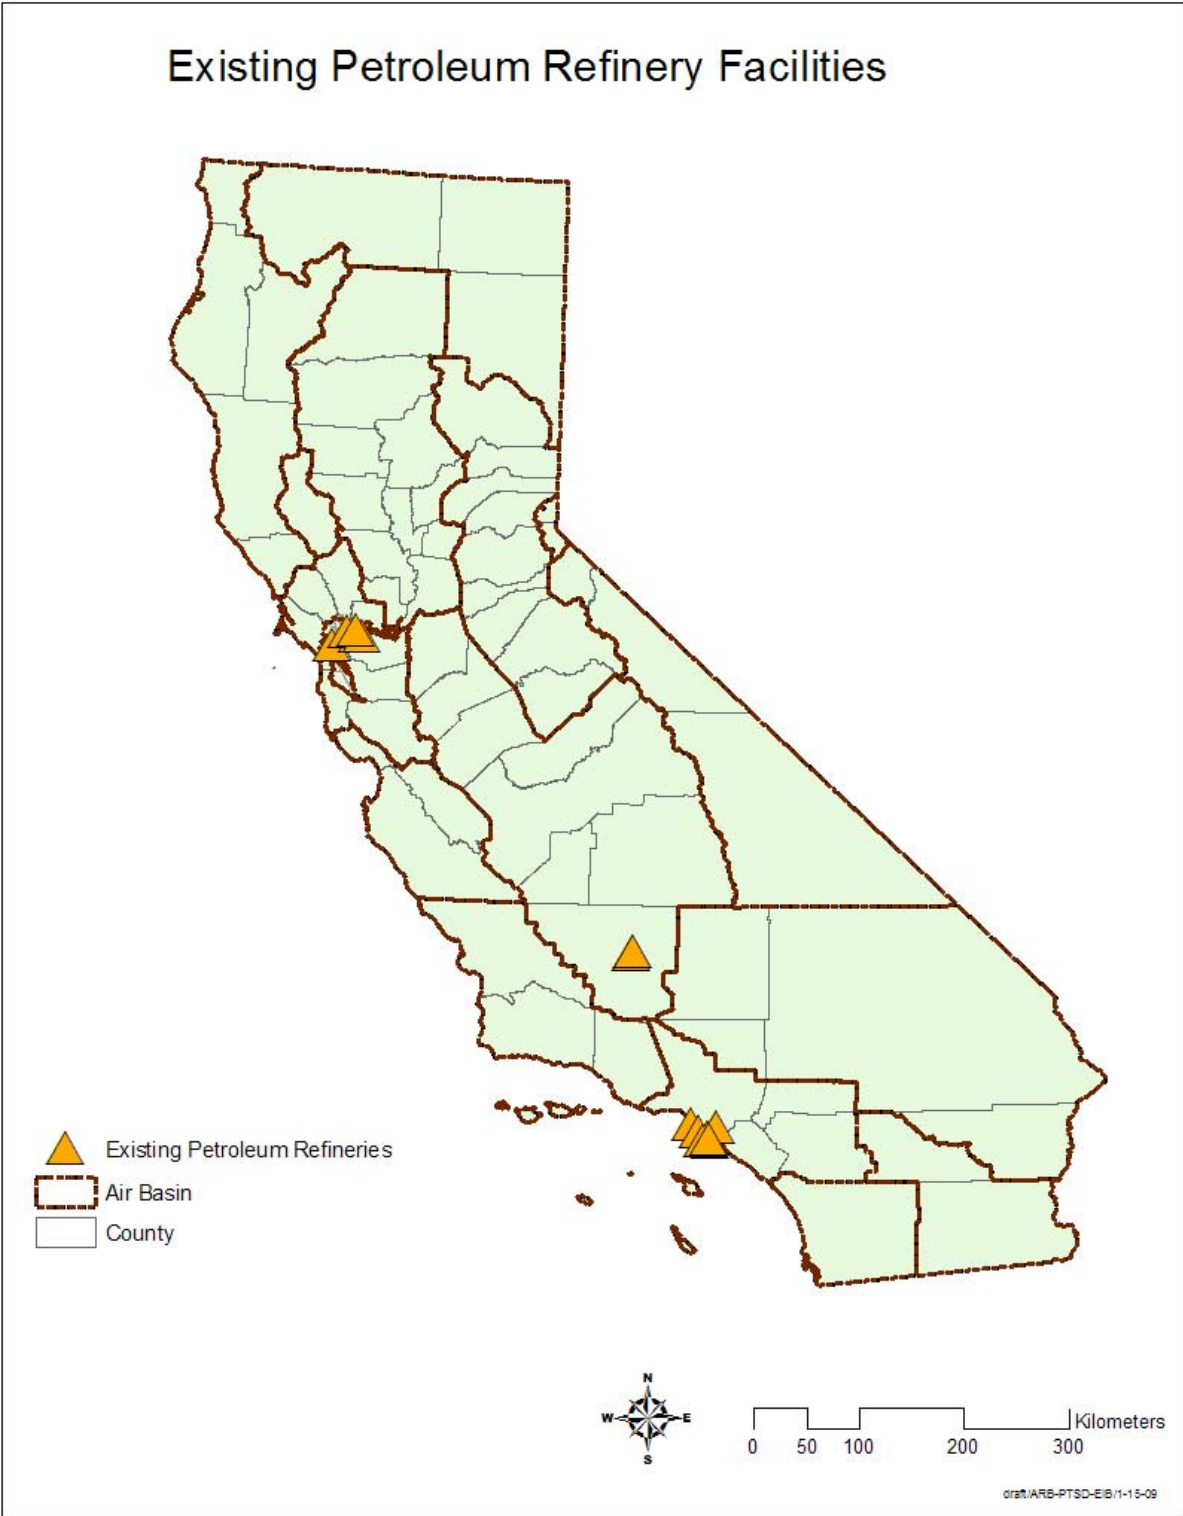 Existing Petroleum Refinery Facilities
Existing Petroleum Refineries
Air Basin
County
N
W E
S
Kilometers
0 50 100 200 300
draft/ARB-PTSD-EIB/1-15-09